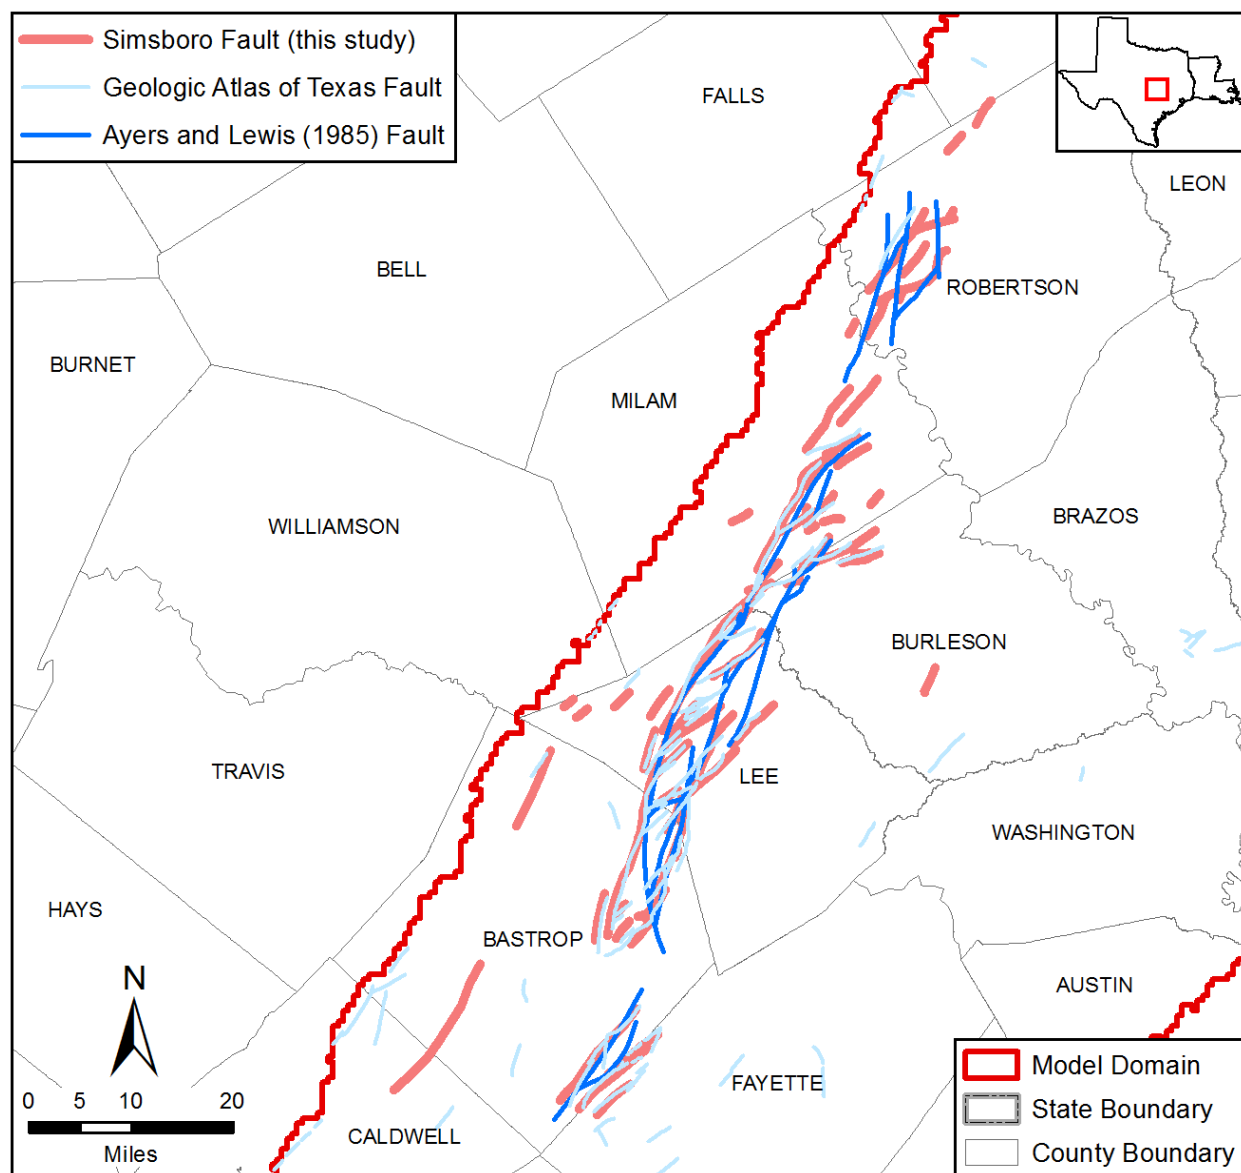 Simsboro Fault (this study)
Geologic Atlas of Texas Fault
Ayers and Lewis (1985) Fault
FALLS
LEON
BELL
ROBERTSON
BURNET
MILAM
WILLIAMSON
BRAZOS
BURLESON
TRAVIS
LEE
WASHINGTON
HAYS
BASTROP
AUSTIN
N
FAYETTE
CALDWELL
0 5 10 20
Miles
Model Domain
State Boundary
County Boundary